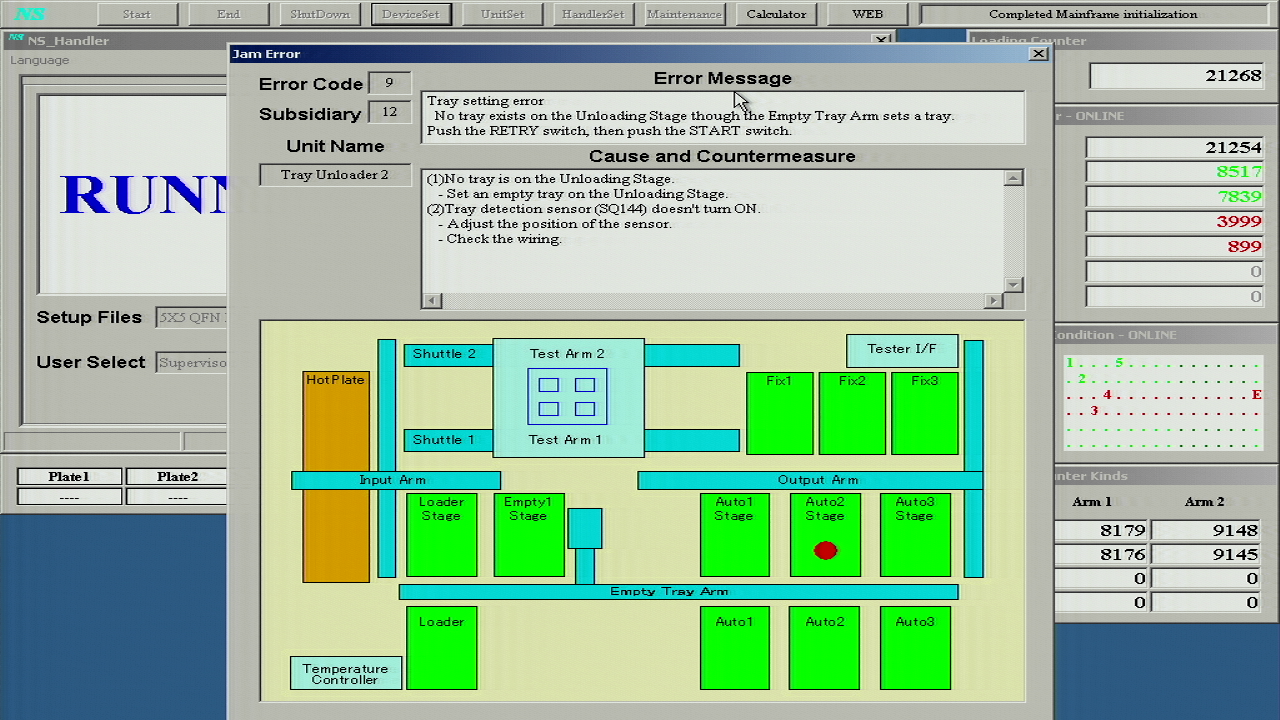 NS
Start
End
ShutDown
DeviceSet
UnitSet
HandlerSet
Maintenance
Calculator
WEB
Completed Mainframe initialization
NS NS_Handler
Language
Jam Error
Loading Counter
21268
Error Code 9
Subsidiary 12
Unit Name
Tray Unloader 2
Error Message
Tray setting error
No tray exists on the Unloading Stage though the Empty Tray Arm sets a tray.
Push the RETRY switch, then push the START switch.
Cause and Countermeasure
(1)No tray is on the Unloading Stage.
- Set an empty tray on the Unloading Stage.
(2)Tray detection sensor (SQ144) doesn't turn ON.
- Adjust the position of the sensor.
- Check the wiring.
RUNN
Setup Files 5X5 QFN
User Select Superviso
Plate1 Plate2
---- ----
- ONLINE
21254
8517
7839
3999
899
0
0
ondition - ONLINE
1 . . . 5 . . . . . . . . . . .
. 2 . . . . . . . . . . . . . .
. . . 4 . . . . . . . . . . . E
. . 3 . . . . . . . . . . . . .
unter Kinds
Arm 1 Arm 2
8179 9148
8176 9145
0 0
0 0
Shuttle 2
Test Arm 2
Tester I/F
HotPlate
Fix1
Fix2
Fix3
Shuttle 1
Test Arm 1
Input Arm
Output Arm
Loader
Stage
Empty1
Stage
Auto1
Stage
Auto2
Stage
Auto3
Stage
Empty Tray Arm
Loader
Auto1
Auto2
Auto3
Temperature
Controller